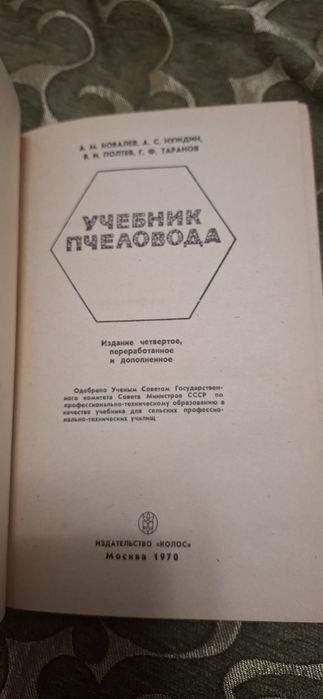 А. М. КОВАЛЕВ, А. С. НУЖДИН,
В. И. ПОЛТЕВ, Г. Ф. ТАРАНОВ
УЧЕБНИК
ПЧЕЛОВОДА
Издание четвертое,
переработанное
и дополненное
Одобрено Ученым Советом Государствен-
ного комитета Совета Министров СССР по
профессионально-техническому образованию в
качестве учебника для сельских профессио-
нально-технических училищ
ИЗДАТЕЛЬСТВО «КОЛОС»
Москва 1970